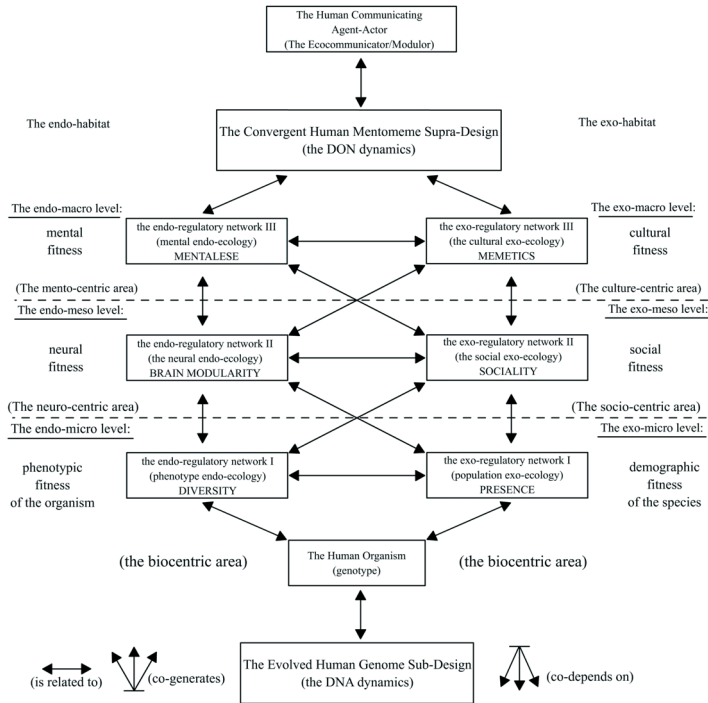 The Human Communicating
Agent-Actor
(The Ecocommunicator/Modulor)
The endo-habitat
The exo-habitat
The Convergent Human Mentomeme Supra-Design
(the DON dynamics)
The endo-macro level:
mental
fitness
the endo-regulatory network III
(mental endo-ecology)
MENTALESE
the exo-regulatory network III
(the cultural exo-ecology)
MEMETICS
The exo-macro level:
cultural
fitness
(The mento-centric area)
(The culture-centric area)
The endo-meso level:
neural
fitness
the endo-regulatory network II
(the neural endo-ecology)
BRAIN MODULARITY
the exo-regulatory network II
(the social exo-ecology)
SOCIALITY
The exo-meso level:
social
fitness
(The neuro-centric area)
(The socio-centric area)
The endo-micro level:
phenotypic
fitness
of the organism
the endo-regulatory network I
(phenotype endo-ecology)
DIVERSITY
the exo-regulatory network I
(population exo-ecology)
PRESENCE
The exo-micro level:
demographic
fitness
of the species
(the biocentric area)
The Human Organism
(genotype)
(the biocentric area)
The Evolved Human Genome Sub-Design
(the DNA dynamics)
(is related to)
(co-generates)
(co-depends on)